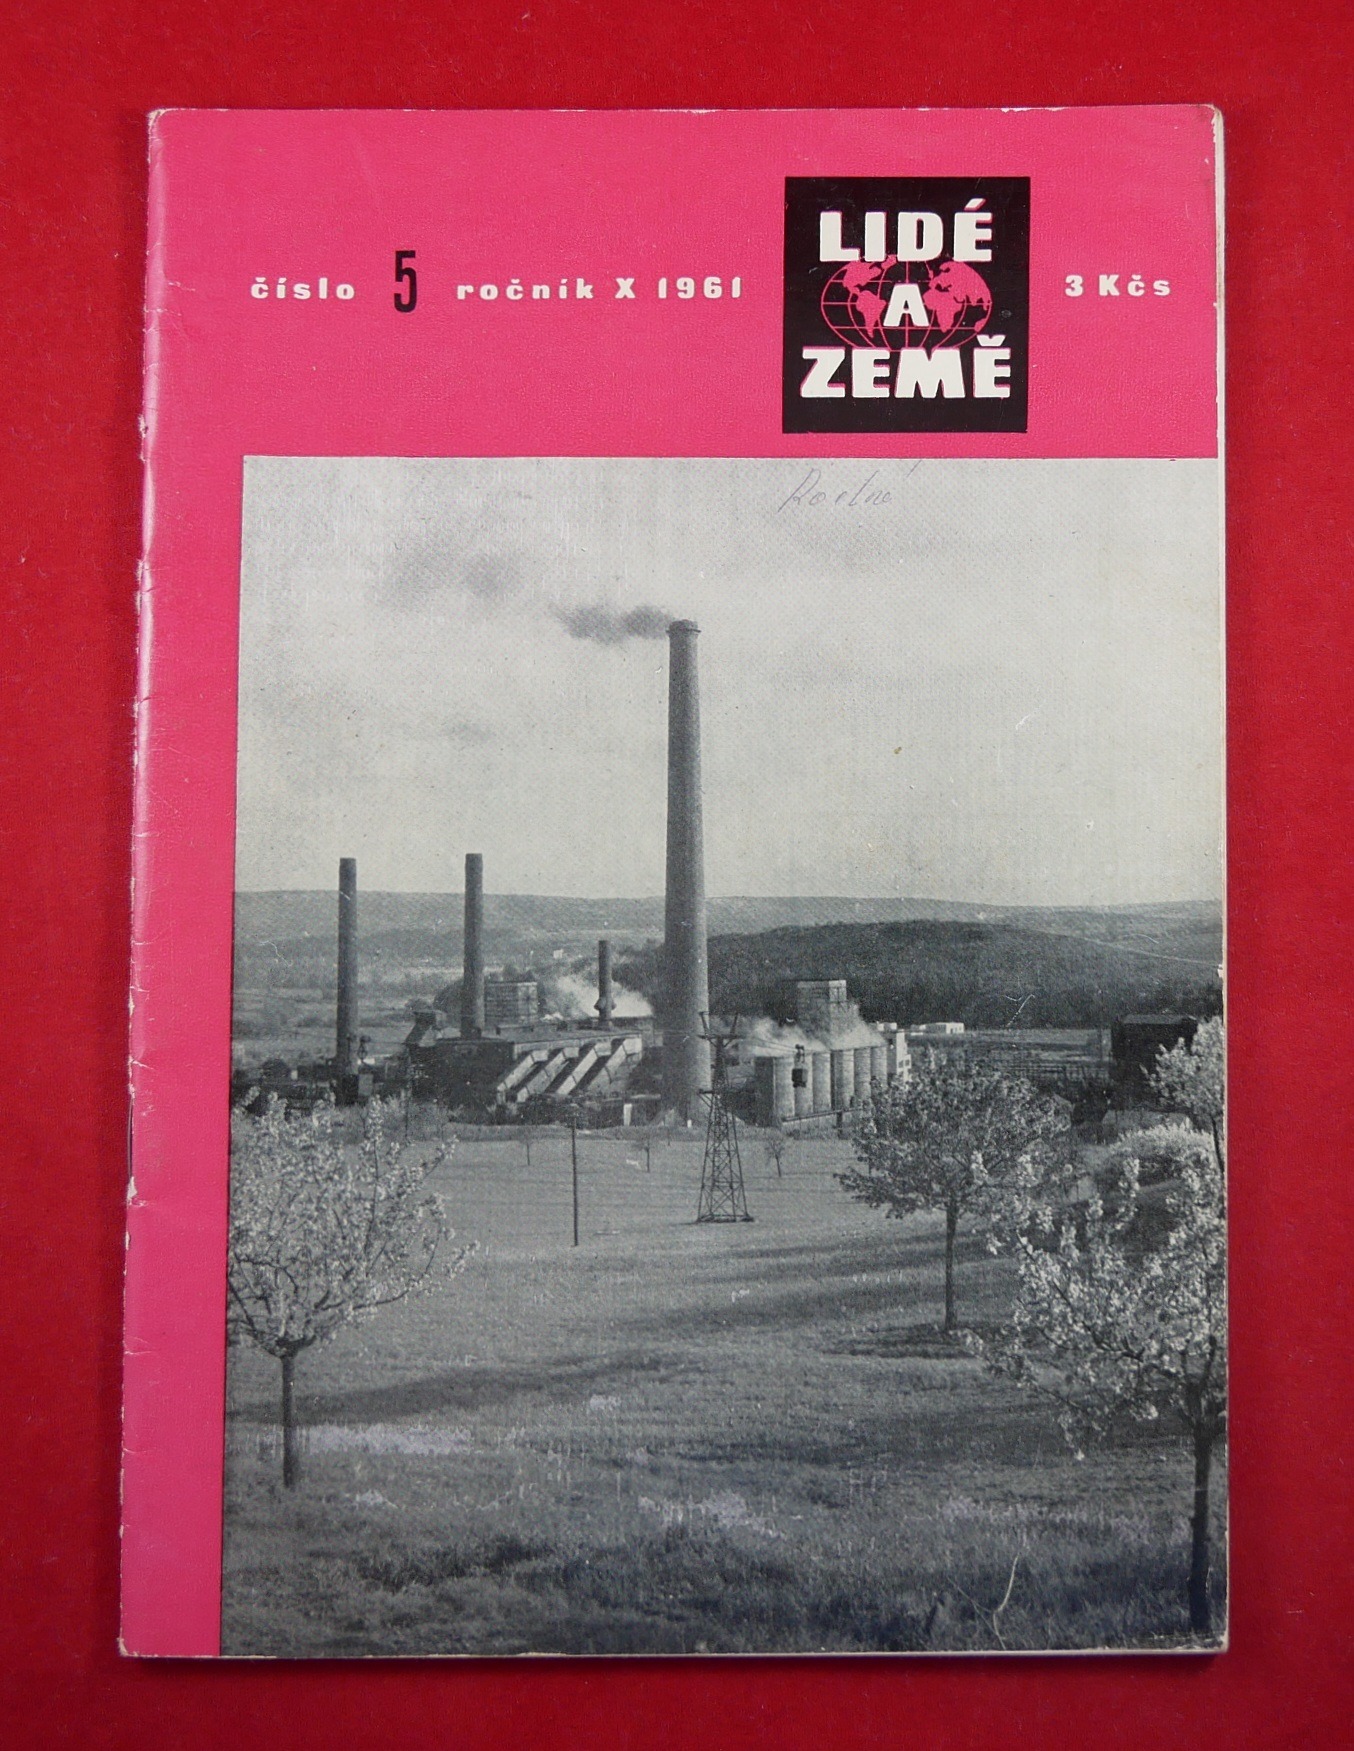 číslo 5 ročník X 1961
LIDÉ
A
ZEMĚ
3 Kčs